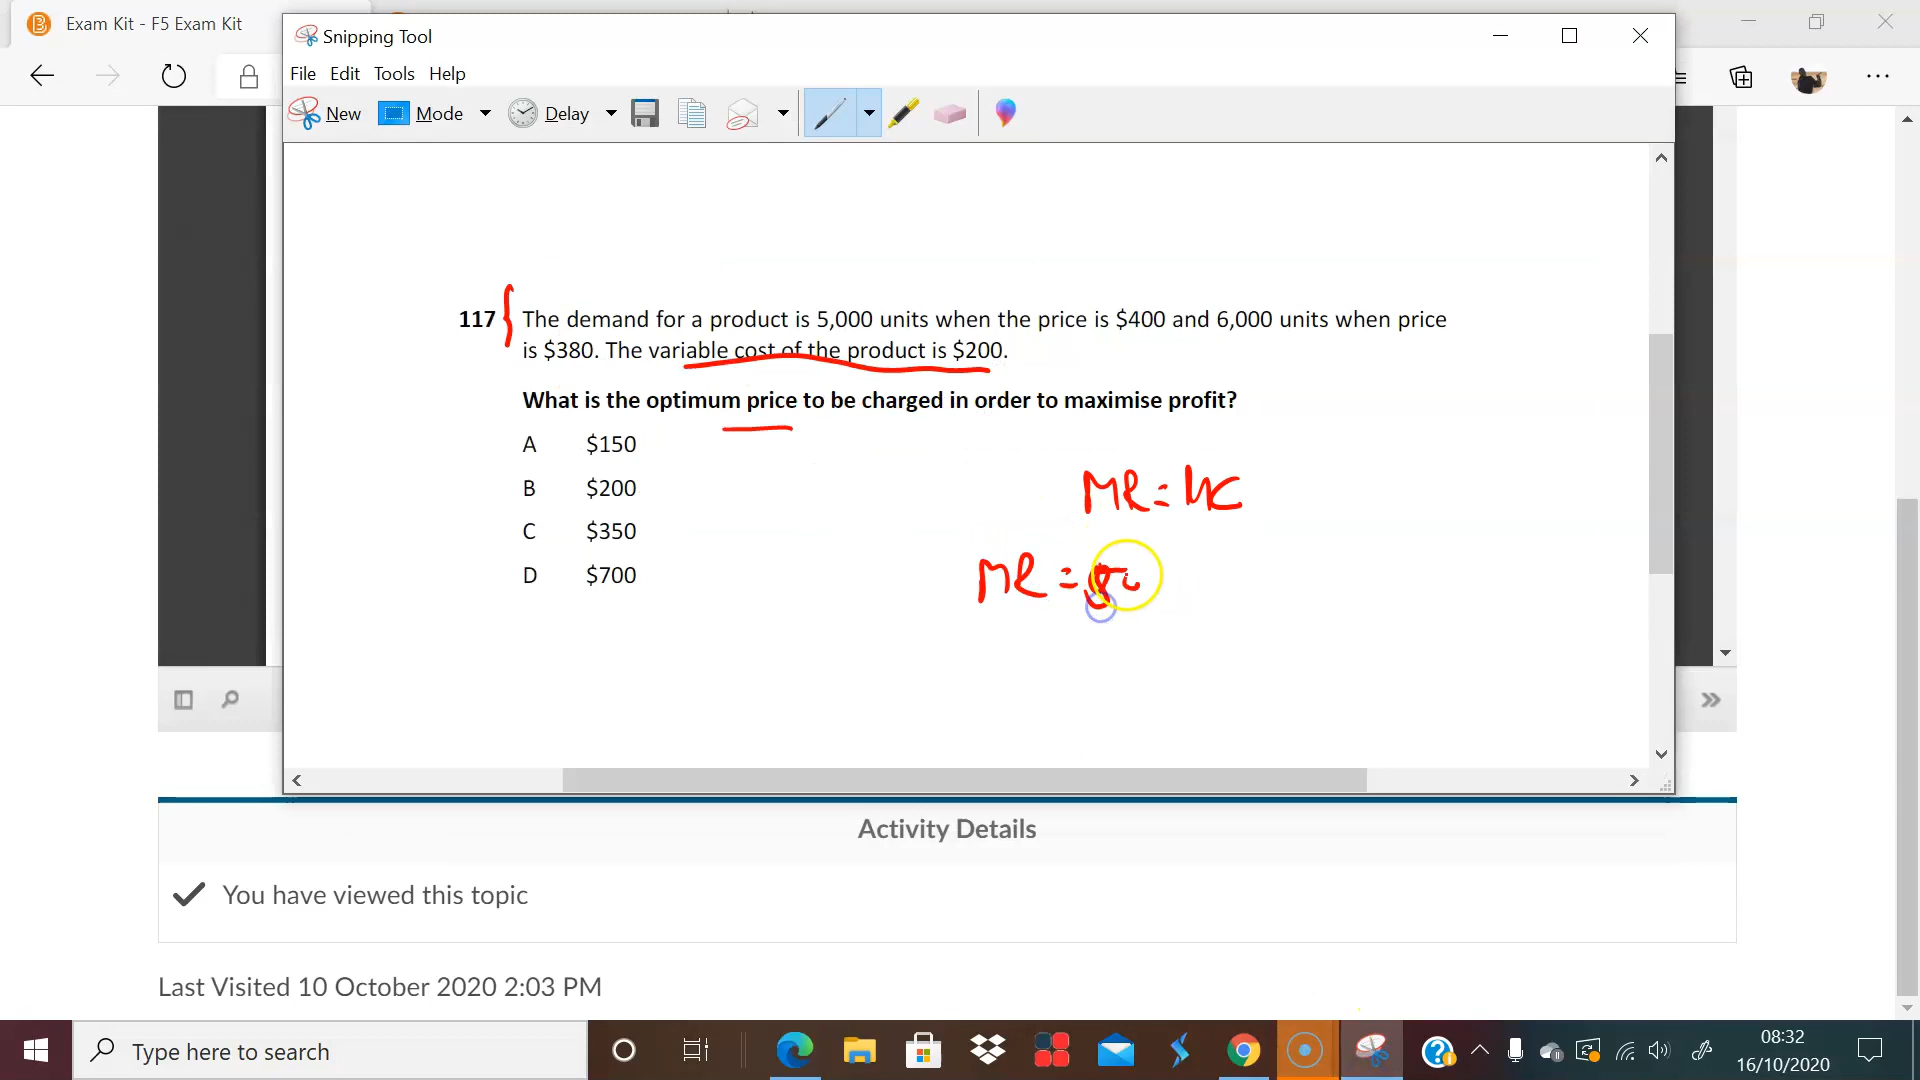 Exam Kit - F5 Exam Kit
Snipping Tool
File Edit Tools Help
New Mode Delay
117 The demand for a product is 5,000 units when the price is $400 and 6,000 units when price
is $380. The variable cost of the product is $200.
What is the optimum price to be charged in order to maximise profit?
A $150
B $200
C $350
D $700
MR = MC
MR =
Activity Details
You have viewed this topic
Last Visited 10 October 2020 2:03 PM
Type here to search
08:32
16/10/2020